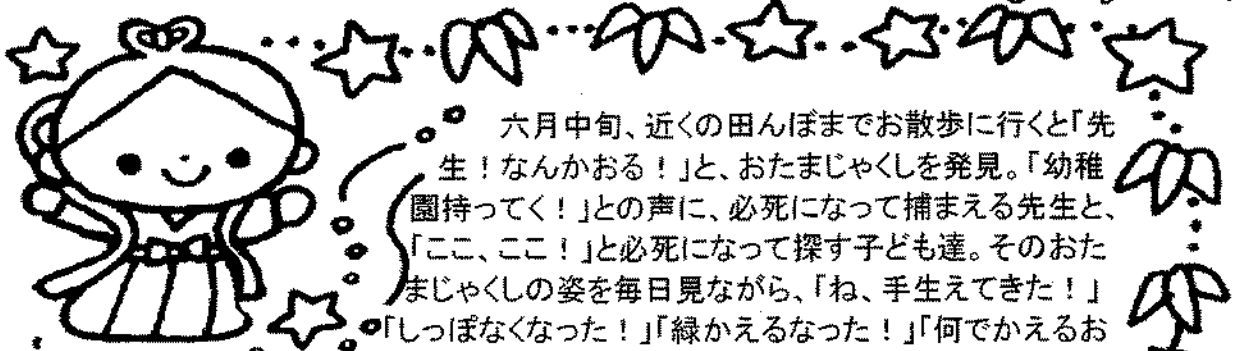 六月中旬、近くの田んぼまでお散歩に行くと「先
生！なんかおる！」と、おたまじゃくしを発見。「幼稚
園持ってく！」との声に、必死になって捕まえる先生と、
「ここ、ここ！」と必死になって探す子ども達。そのおた
まじゃくしの姿を毎日見ながら、「ね、手生えてきた！」
「しっぽなくなった！」「緑かえるなった！」「何でかえるお